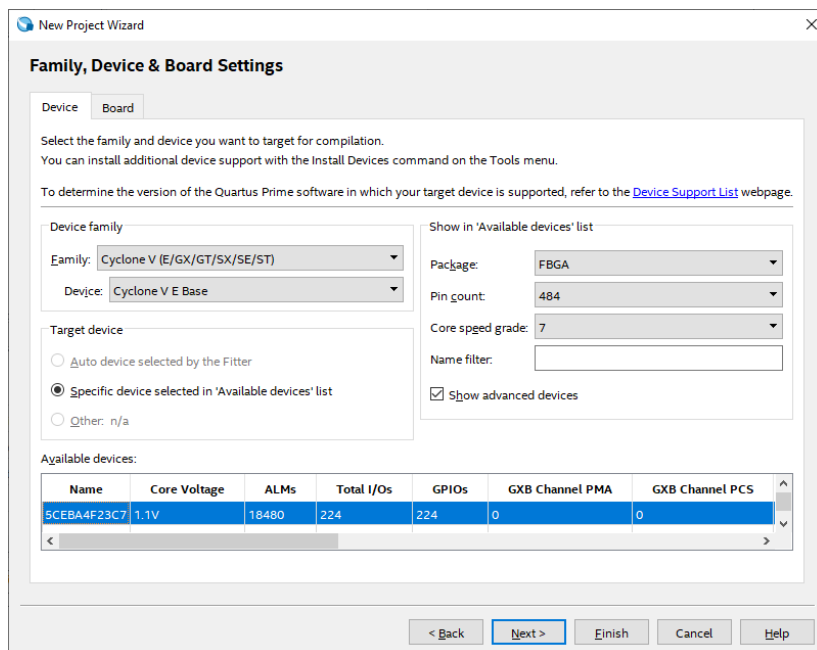 New Project Wizard
Family, Device & Board Settings
Device
Board
Select the family and device you want to target for compilation.
You can install additional device support with the Install Devices command on the Tools menu.
To determine the version of the Quartus Prime software in which your target device is supported, refer to the Device Support List webpage.
Device family
Family: Cyclone V (E/GX/GT/SX/SE/ST)
Device: Cyclone V E Base
Show in 'Available devices' list
Package: FBGA
Pin count: 484
Core speed grade: 7
Name filter:
Show advanced devices
Target device
Auto device selected by the Fitter
Specific device selected in 'Available devices' list
Other: n/a
Available devices:
Name Core Voltage ALMs Total I/Os GPIOs GXB Channel PMA GXB Channel PCS
5CEBA4F23C7 1.1V 18480 224 224 0 0
< Back Next > Finish Cancel Help